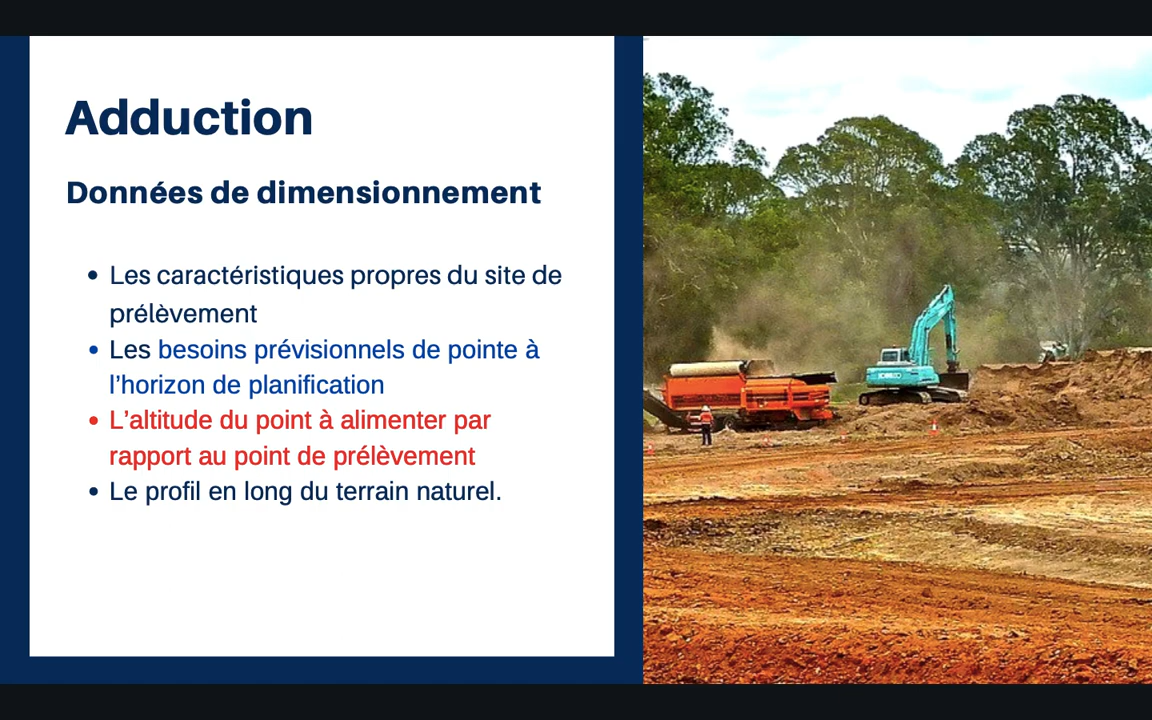 Adduction
Données de dimensionnement
• Les caractéristiques propres du site de
prélèvement
• Les besoins prévisionnels de pointe à
l’horizon de planification
• L’altitude du point à alimenter par
rapport au point de prélèvement
• Le profil en long du terrain naturel.
KOBELCO